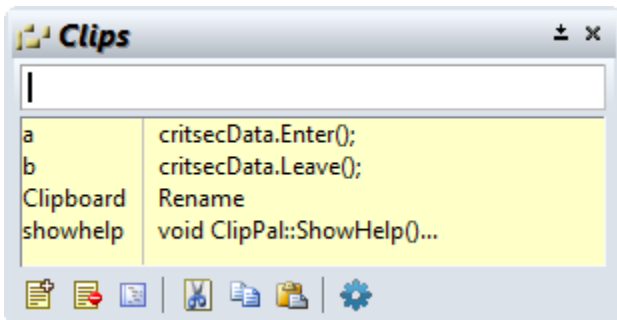 Clips
a critsecData.Enter();
b critsecData.Leave();
Clipboard Rename
showhelp void ClipPal::ShowHelp()...